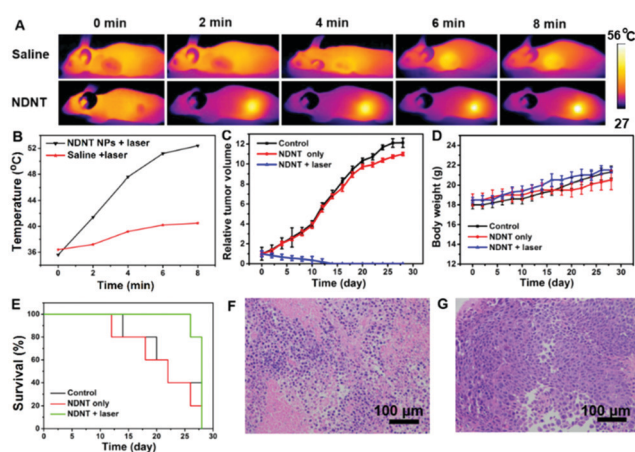 A
0 min
2 min
4 min
6 min
8 min
56 °C
Saline
NDNT
27
B
NDNT NPs + laser
Saline +laser
Temperature (°C)
52
48
44
40
36
0
2
4
6
8
Time (min)
C
Control
NDNT only
NDNT + laser
Relative tumor volume
12
10
8
6
4
2
0
0
5
10
15
20
25
30
Time (day)
D
Body weight (g)
24
22
20
18
16
14
12
Control
NDNT only
NDNT + laser
0
5
10
15
20
25
30
Time (day)
E
Survival (%)
100
80
60
40
20
0
Control
NDNT only
NDNT + laser
0
5
10
15
20
25
30
Time (day)
F
100 μm
G
100 μm